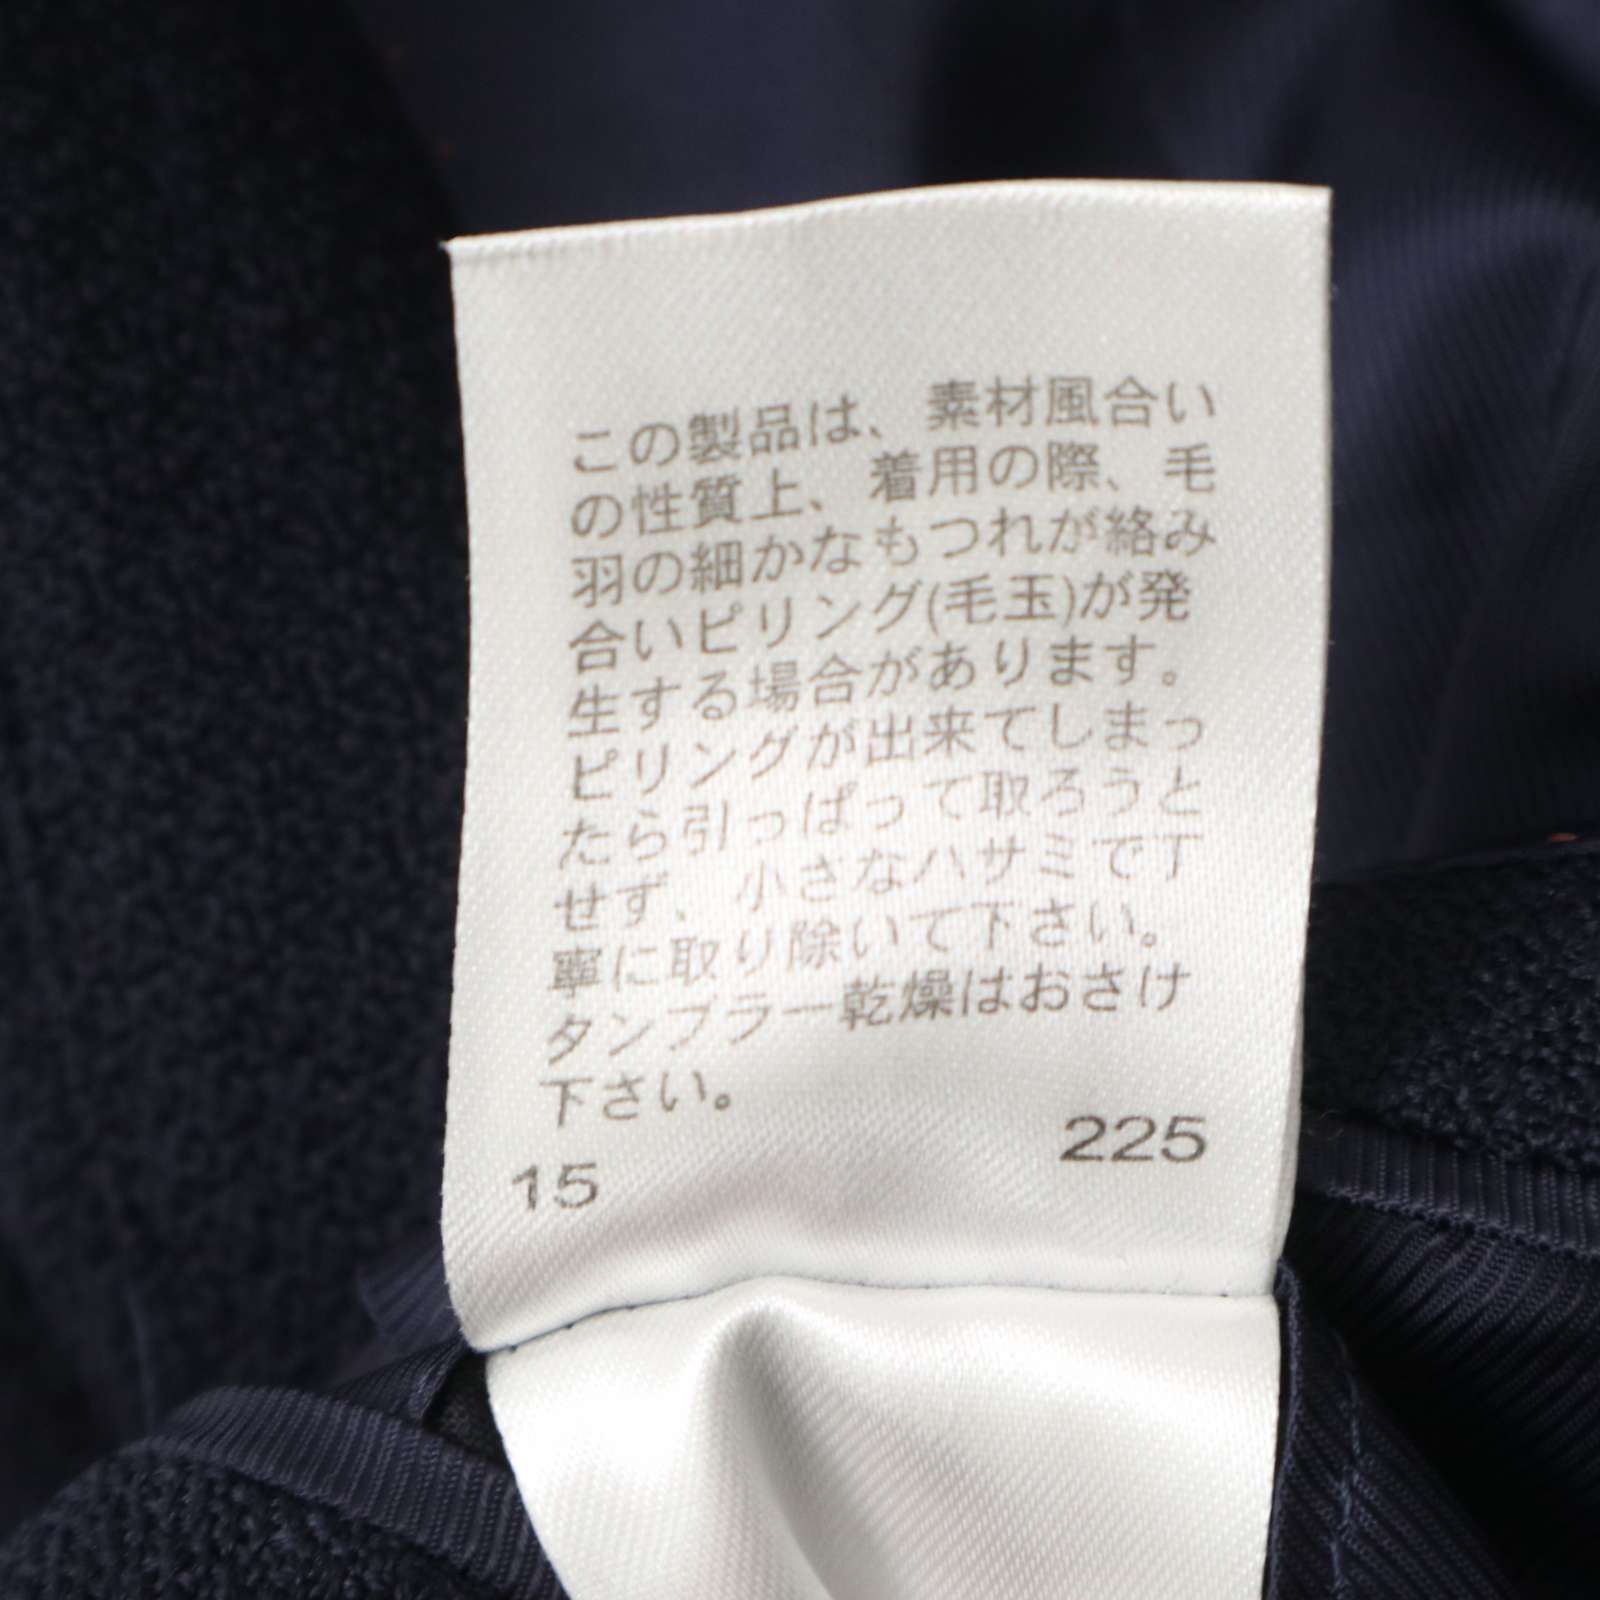 この製品は、素材風合い
の性質上、着用の際、毛
羽の細かなもつれが絡み
合いピリング(毛玉)が発
生する場合があります。
ピリングが出来てしまっ
たら引っぱって取ろうと
せず、小さなハサミで丁
寧に取り除いて下さい。
タンブラー乾燥はおさけ
下さい。
225
15